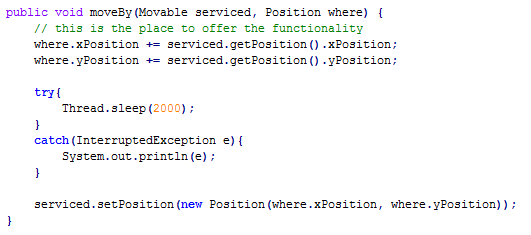 public void moveBy(Movable serviced, Position where) {
    // this is the place to offer the functionality
    where.xPosition += serviced.getPosition().xPosition;
    where.yPosition += serviced.getPosition().yPosition;

    try{
        Thread.sleep(2000);
    }
    catch(InterruptedException e){
        System.out.println(e);
    }

    serviced.setPosition(new Position(where.xPosition, where.yPosition));
}